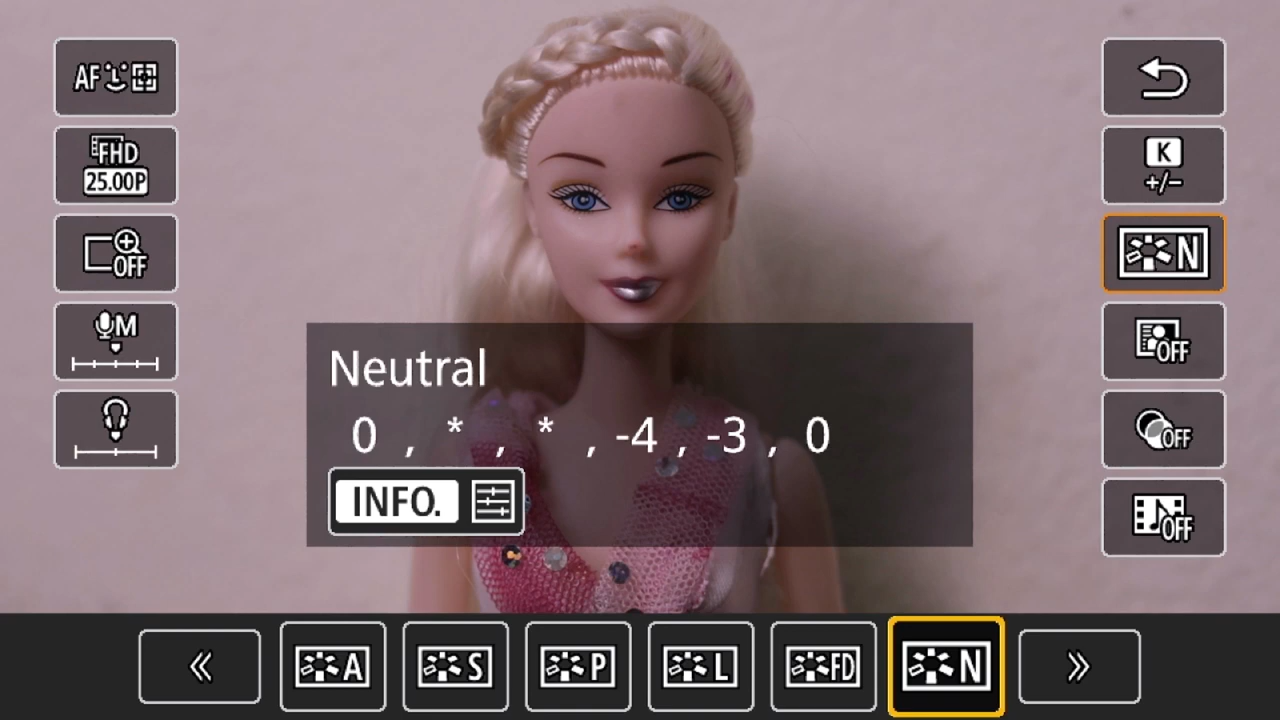 AF
FHD
25.00P
OFF
M
K
+/−
N
OFF
OFF
OFF
Neutral
0 , * , * , -4 , -3 , 0
INFO.
« A S P L FD N »